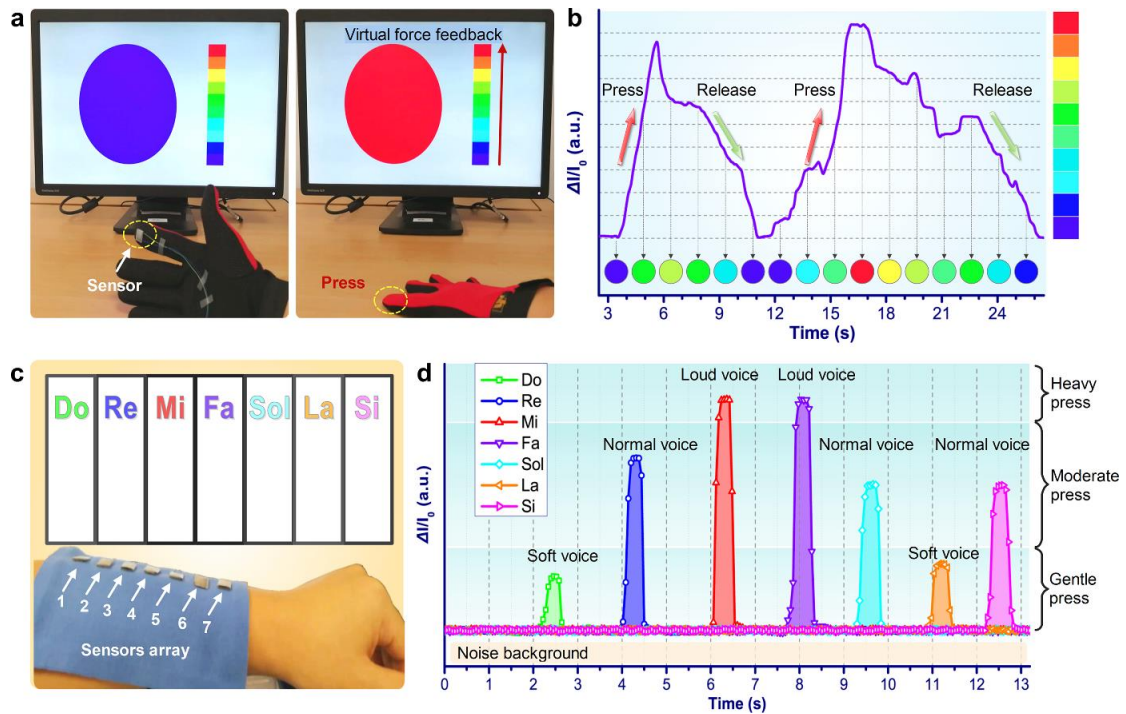 a
Virtual force feedback
Sensor
Press
b
Press
Release
Press
Release
ΔI/I₀ (a.u.)
3 6 9 12 15 18 21 24
Time (s)
c
Do Re Mi Fa Sol La Si
1 2 3 4 5 6 7
Sensors array
d
Do
Re
Mi
Fa
Sol
La
Si
Loud voice Loud voice
Normal voice Normal voice Normal voice
Soft voice Soft voice
Heavy
press
Moderate
press
Gentle
press
ΔI/I₀ (a.u.)
Noise background
0 1 2 3 4 5 6 7 8 9 10 11 12 13
Time (s)